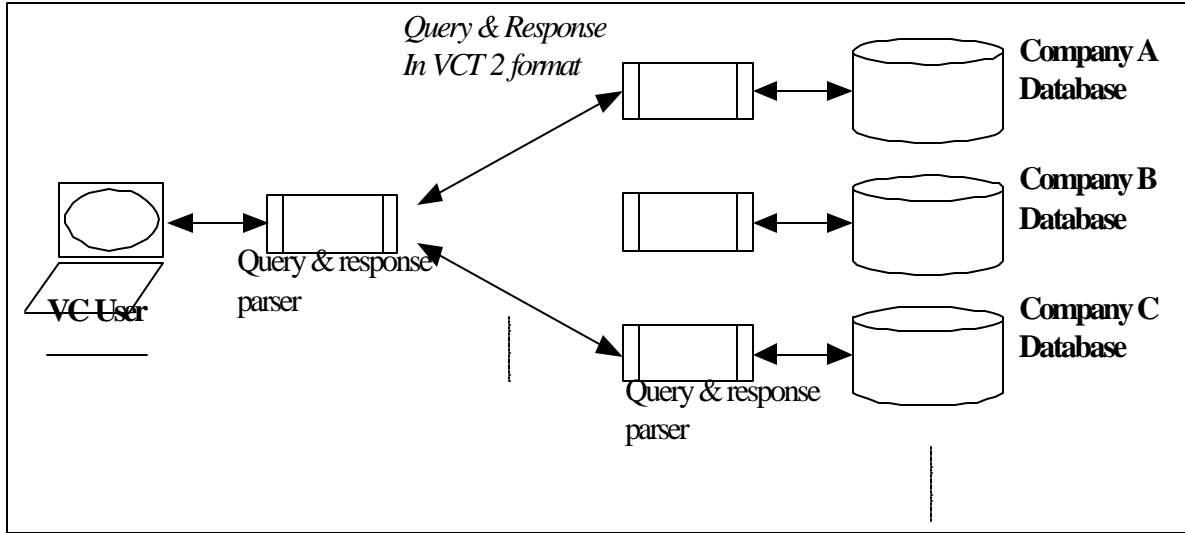 Query & Response
In VCT 2 format
Company A
Database
Company B
Database
Query & response
parser
VC User
Company C
Database
Query & response
parser